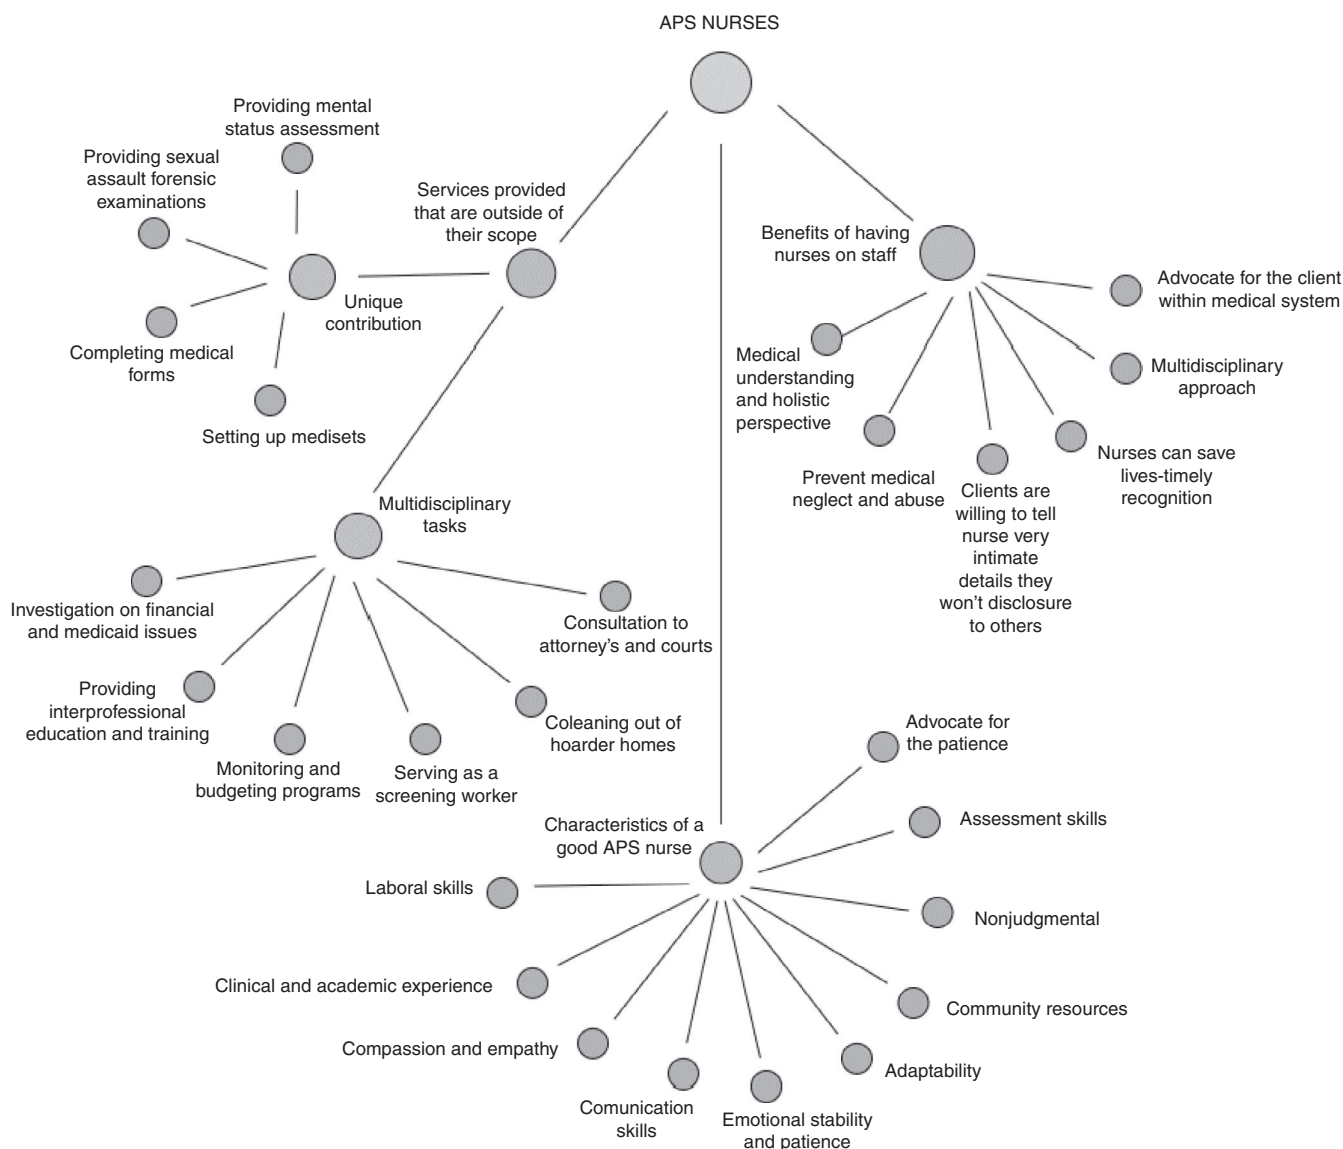 APS NURSES
Providing mental
status assessment
Providing sexual
assault forensic
examinations
Services provided
that are outside of
their scope
Unique
contribution
Completing medical
forms
Setting up medisets
Benefits of having
nurses on staff
Advocate for the client
within medical system
Medical
understanding
and holistic
perspective
Multidisciplinary
approach
Prevent medical
neglect and abuse
Clients are
willing to tell
nurse very
intimate
details they
won't disclosure
to others
Nurses can save
lives-timely
recognition
Multidisciplinary
tasks
Investigation on financial
and medicaid issues
Consultation to
attorney's and courts
Providing
interprofessional
education and training
Monitoring and
budgeting programs
Serving as a
screening worker
Coleaning out of
hoarder homes
Characteristics of a
good APS nurse
Advocate for
the patience
Assessment skills
Laboral skills
Nonjudgmental
Clinical and academic experience
Community resources
Compassion and empathy
Adaptability
Comunication
skills
Emotional stability
and patience